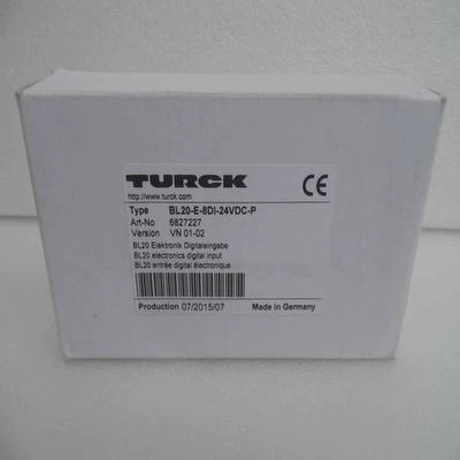 TURCK
CE
http://www.turck.com
Type BL20-E-8DI-24VDC-P
Art-No 6827227
Version VN 01-02
BL20 Elektronik Digitaleingabe
BL20 electronics digital input
BL20 entrée digital électronique
Production 07/2015/07 Made in Germany